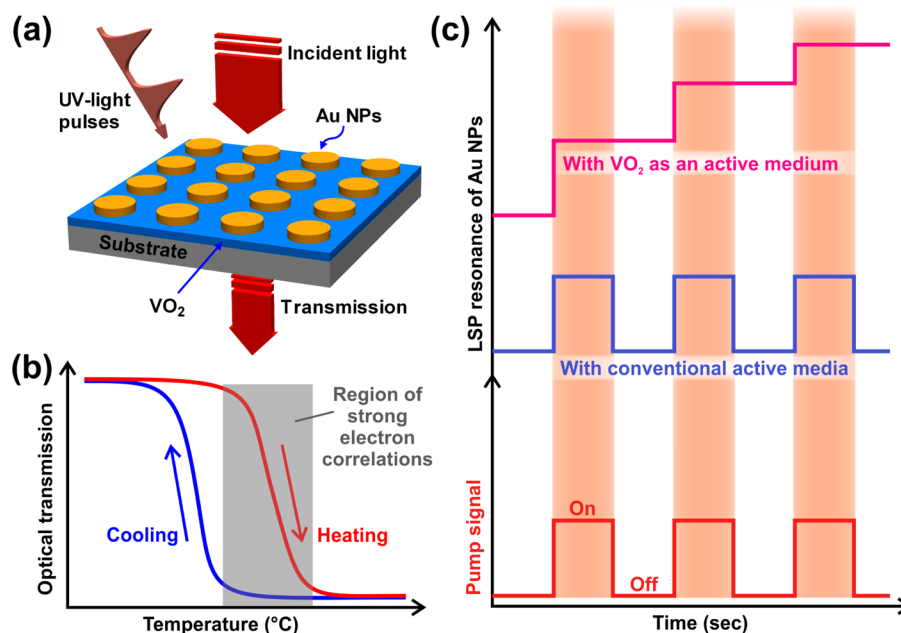 (a)
UV-light
pulses
Incident light
Au NPs
Substrate
VO₂
Transmission
(b)
Optical transmission
Cooling
Heating
Region of
strong
electron
correlations
Temperature (°C)
(c)
LSP resonance of Au NPs
With VO₂ as an active medium
With conventional active media
Pump signal
On
Off
Time (sec)